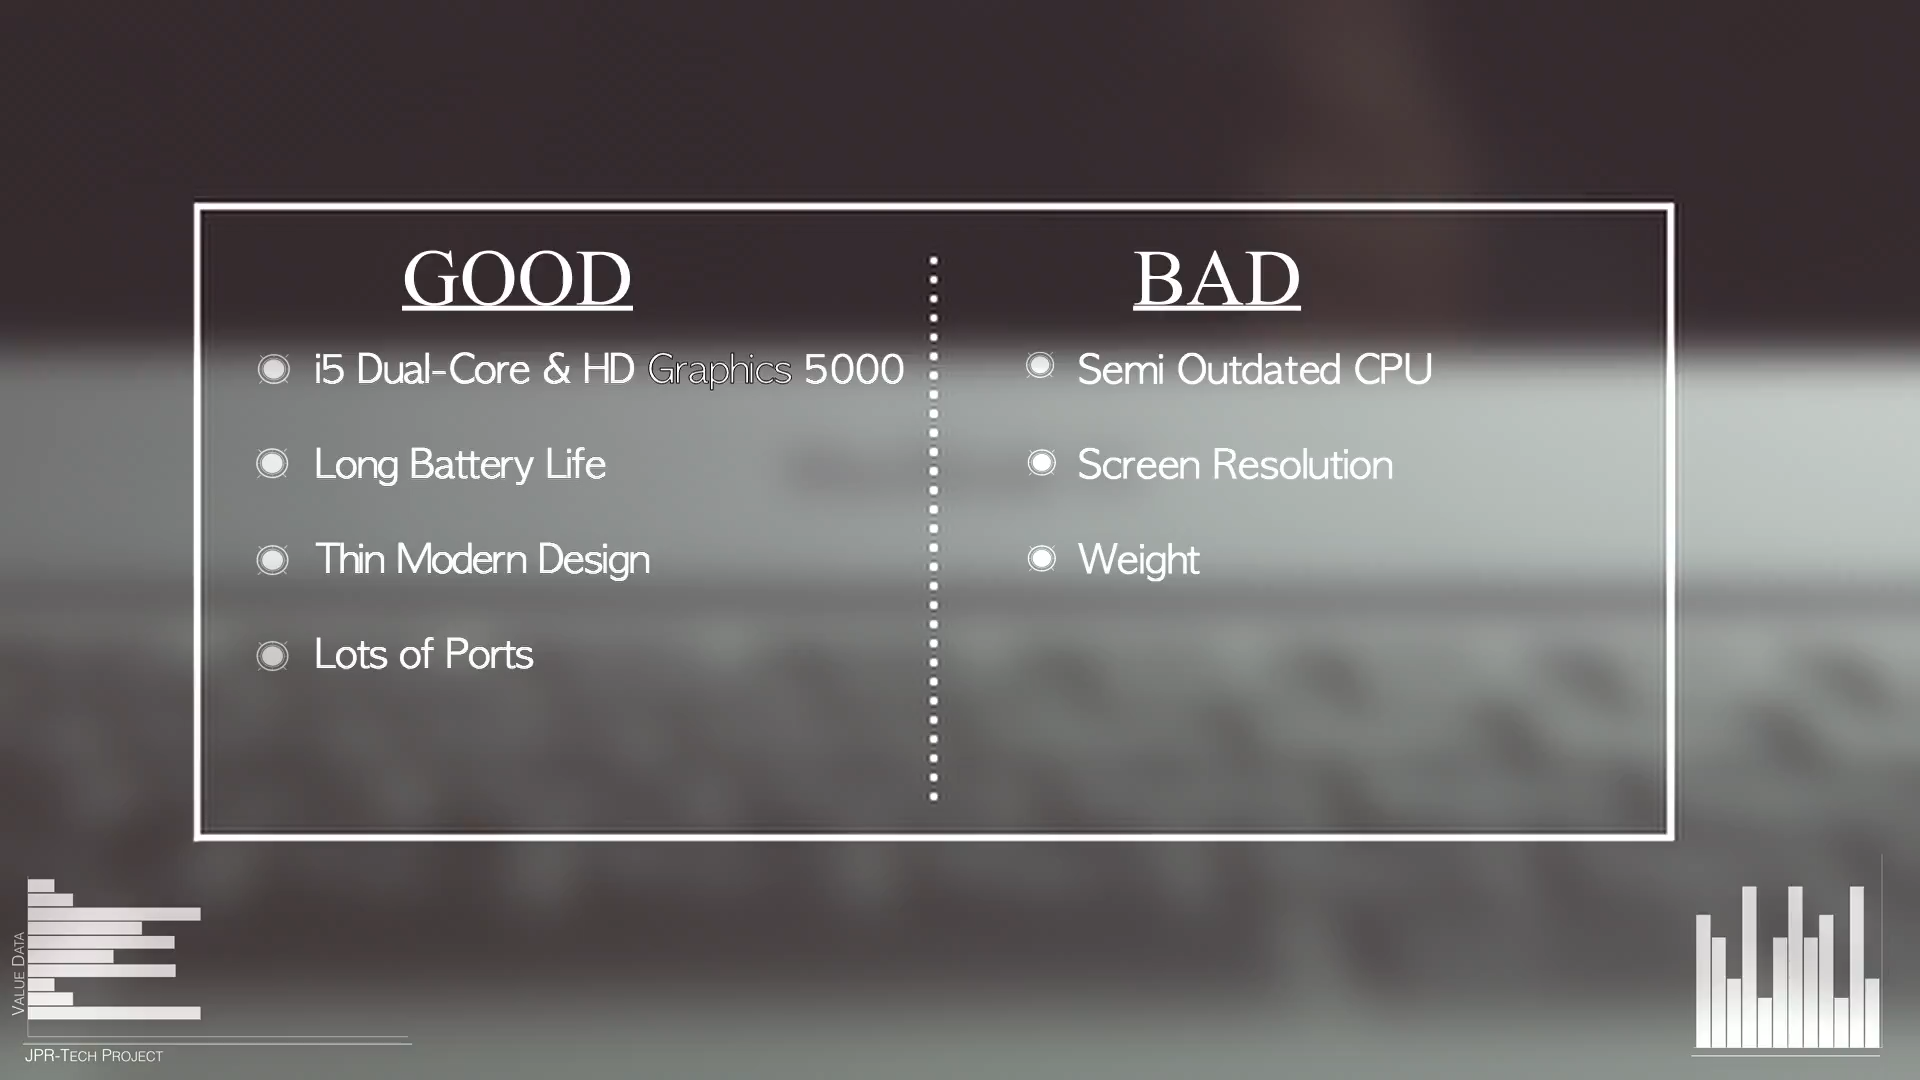 GOOD
i5 Dual-Core & HD Graphics 5000
Long Battery Life
Thin Modern Design
Lots of Ports
BAD
Semi Outdated CPU
Screen Resolution
Weight
Value Data
JPR-Tech Project